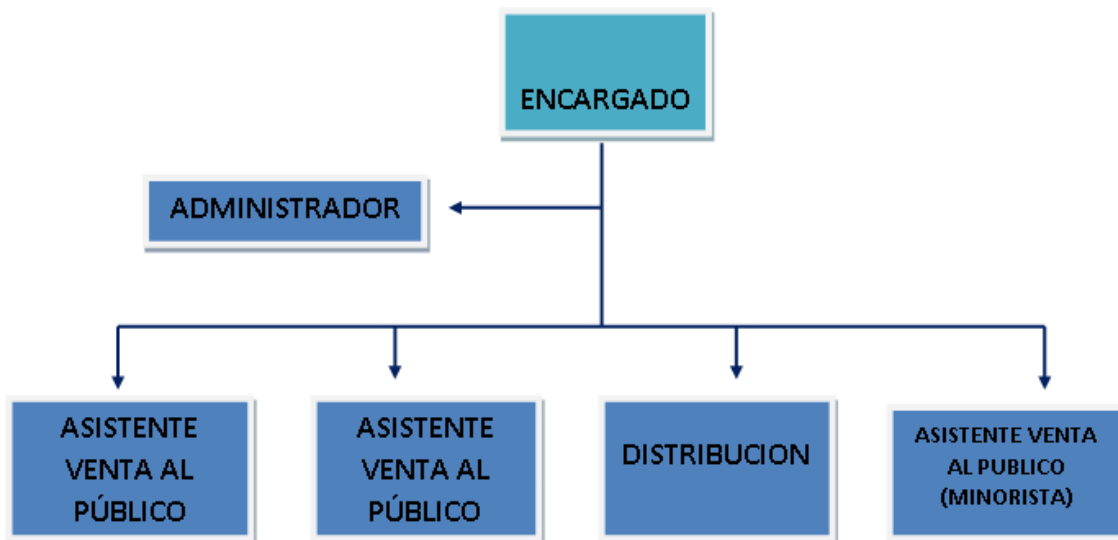 ENCARGADO
ADMINISTRADOR
ASISTENTE
VENTA AL
PÚBLICO
ASISTENTE
VENTA AL
PÚBLICO
DISTRIBUCION
ASISTENTE VENTA
AL PUBLICO
(MINORISTA)